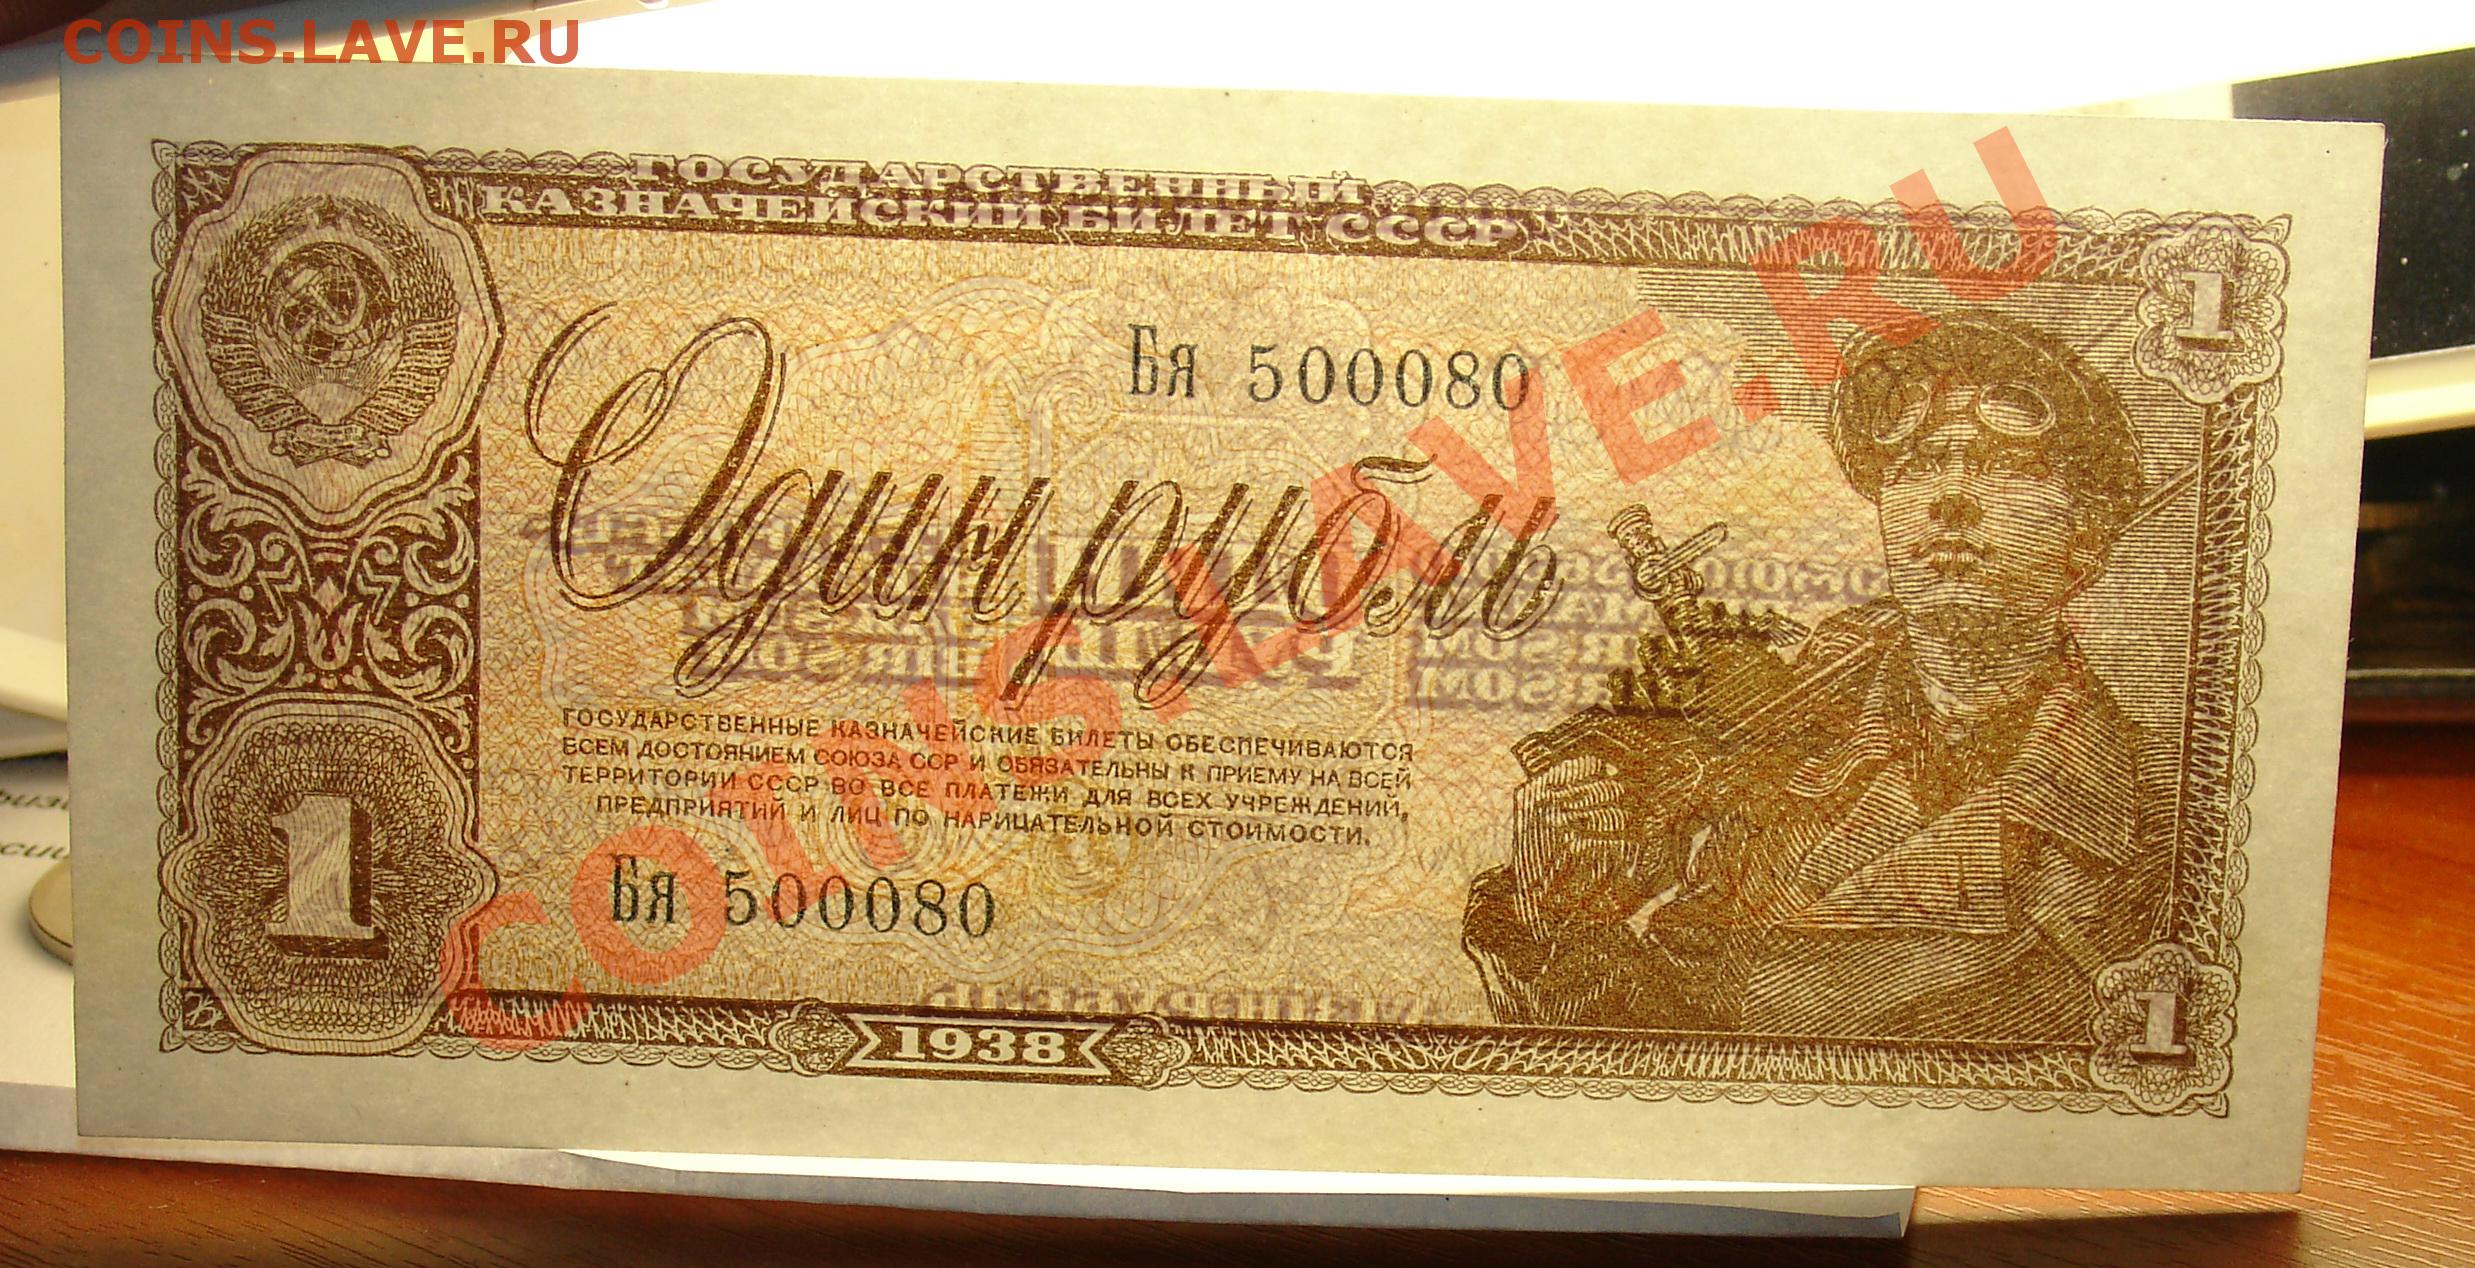 COINS.LAVE.RU
ГОСУДАРСТВЕННЫЙ
КАЗНАЧЕЙСКИЙ БИЛЕТ СССР
1
Бя 500080
Один рубль
COINS.LAVE.RU
ГОСУДАРСТВЕННЫЕ КАЗНАЧЕЙСКИЕ БИЛЕТЫ ОБЕСПЕЧИВАЮТСЯ
ВСЕМ ДОСТОЯНИЕМ СОЮЗА ССР И ОБЯЗАТЕЛЬНЫ К ПРИЕМУ НА ВСЕЙ
ТЕРРИТОРИИ СССР ВО ВСЕ ПЛАТЕЖИ ДЛЯ ВСЕХ УЧРЕЖДЕНИЙ,
ПРЕДПРИЯТИЙ И ЛИЦ ПО НАРИЦАТЕЛЬНОЙ СТОИМОСТИ.
1
Бя 500080
1938
1